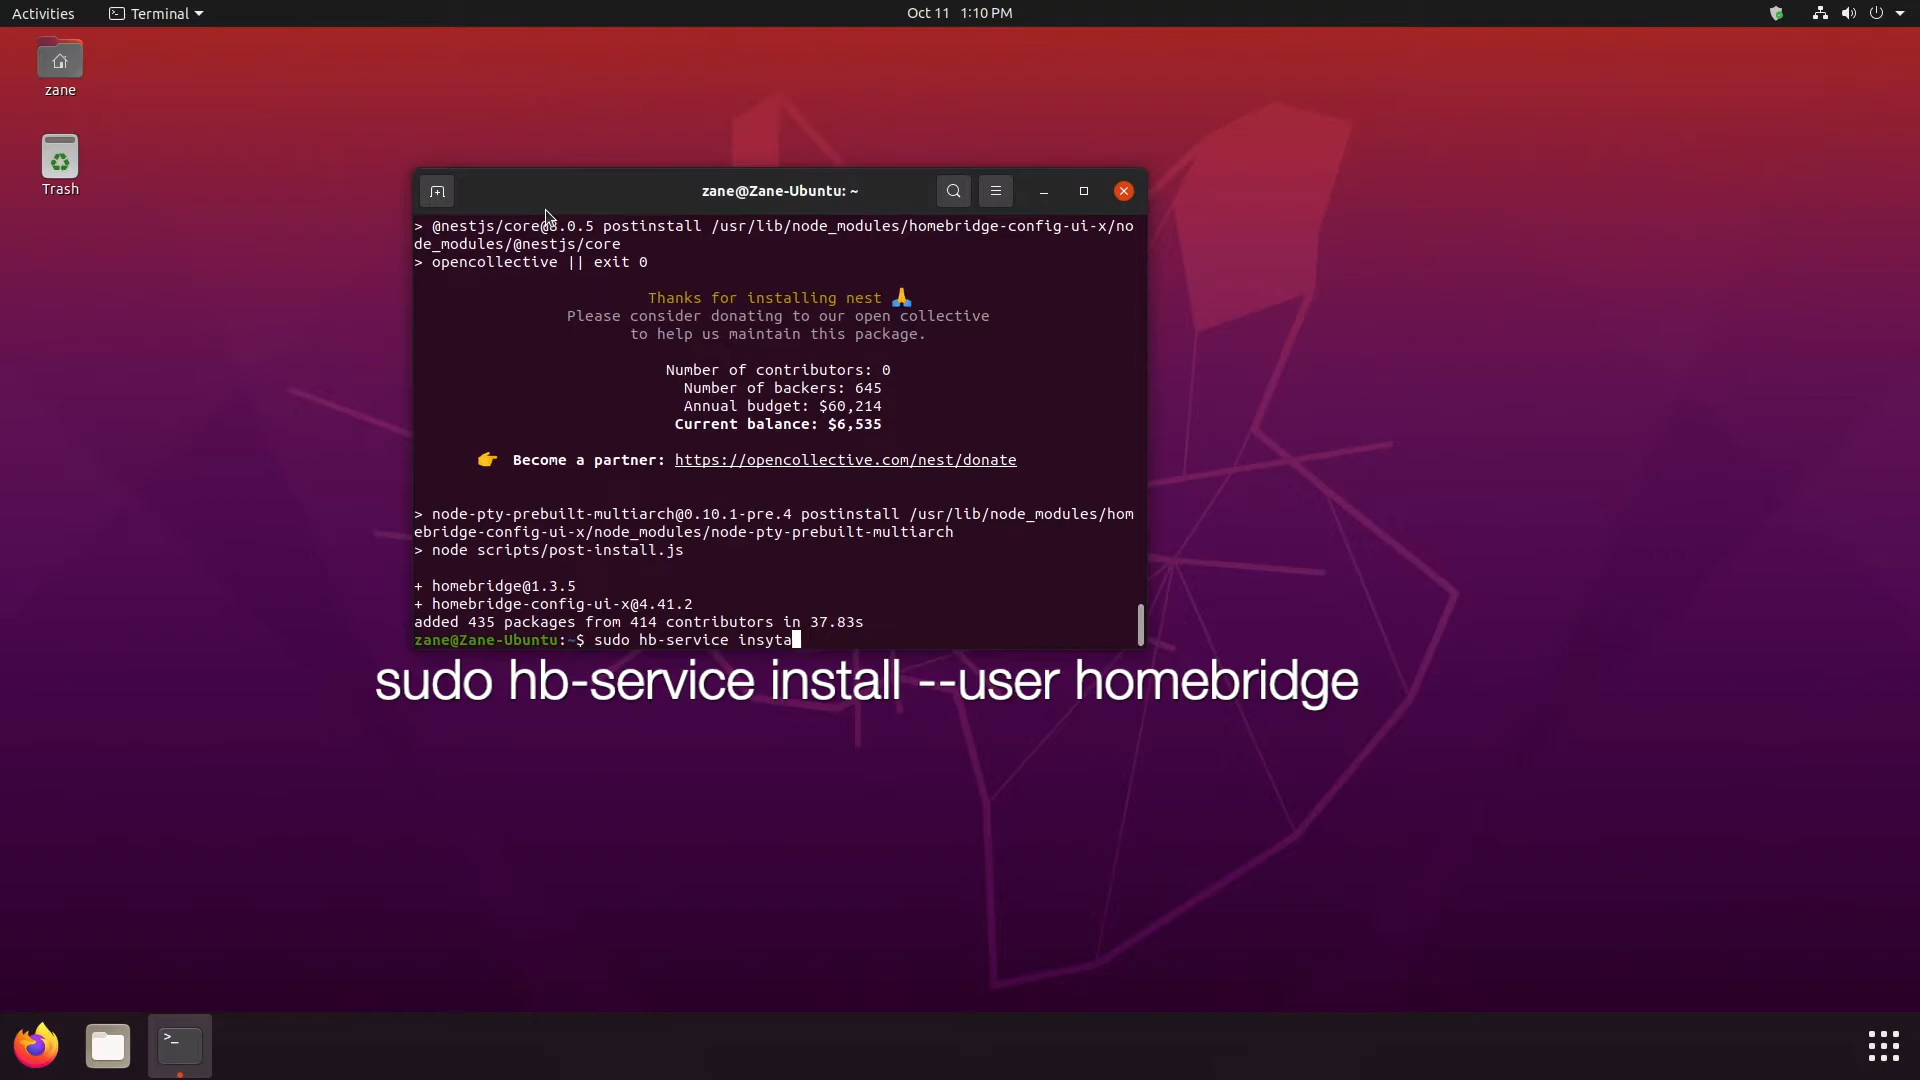 Activities
Terminal
Oct 11 1:10 PM
zane
Trash
zane@Zane-Ubuntu: ~
> @nestjs/core@8.0.5 postinstall /usr/lib/node_modules/homebridge-config-ui-x/no
de_modules/@nestjs/core
> opencollective || exit 0
Thanks for installing nest 🙏
Please consider donating to our open collective
to help us maintain this package.
Number of contributors: 0
Number of backers: 645
Annual budget: $60,214
Current balance: $6,535
👉 Become a partner: https://opencollective.com/nest/donate
> node-pty-prebuilt-multiarch@0.10.1-pre.4 postinstall /usr/lib/node_modules/hom
ebridge-config-ui-x/node_modules/node-pty-prebuilt-multiarch
> node scripts/post-install.js
+ homebridge@1.3.5
+ homebridge-config-ui-x@4.41.2
added 435 packages from 414 contributors in 37.83s
zane@Zane-Ubuntu:~$ sudo hb-service insyta
sudo hb-service install --user homebridge